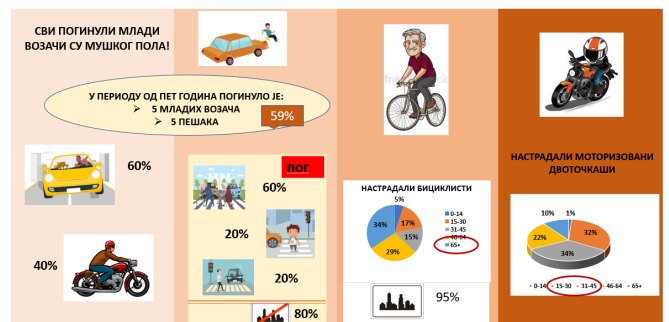 СВИ ПОГИНУЛИ МЛАДИ
ВОЗАЧИ СУ МУШКОГ ПОЛА!
У ПЕРИОДУ ОД ПЕТ ГОДИНА ПОГИНУЛО ЈЕ:
➢ 5 МЛАДИХ ВОЗАЧА
➢ 5 ПЕШАКА
59%
60%
40%
ПОГ
60%
20%
20%
80%
НАСТРАДАЛИ БИЦИКЛИСТИ
5%
17%
15%
29%
34%
0-14
15-30
31-45
46-64
65+
95%
НАСТРАДАЛИ МОТОРИЗОВАНИ
ДВОТОЧКАШИ
10%
1%
32%
34%
22%
0-14 15-30 31-45 46-64 65+